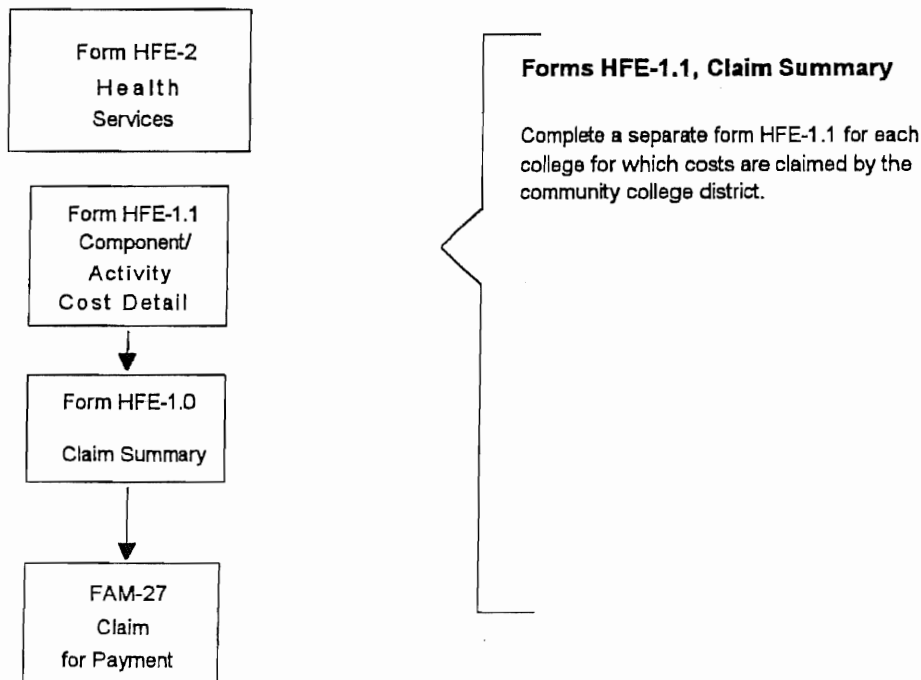 Form HFE-2
Health
Services
Form HFE-1.1
Component/
Activity
Cost Detail
Form HFE-1.0
Claim Summary
FAM-27
Claim
for Payment
Forms HFE-1.1, Claim Summary
Complete a separate form HFE-1.1 for each
college for which costs are claimed by the
community college district.